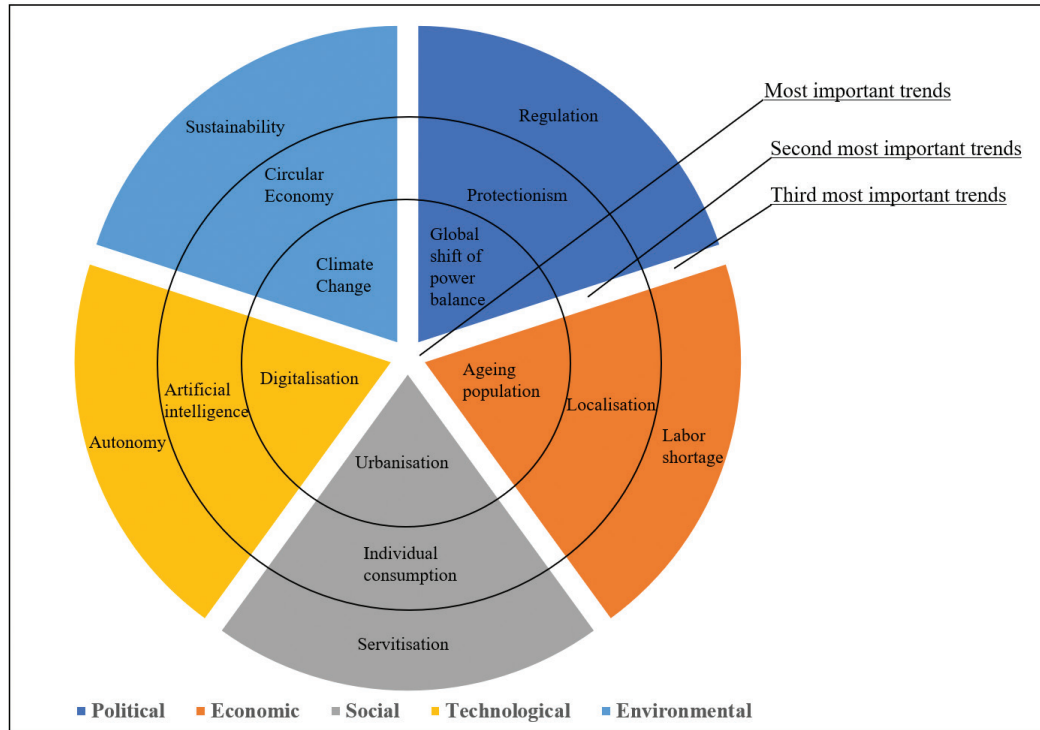 Most important trends
Second most important trends
Third most important trends
Regulation
Protectionism
Global
shift of
power
balance
Sustainability
Circular
Economy
Climate
Change
Digitalisation
Artificial
intelligence
Autonomy
Ageing
population
Localisation
Labor
shortage
Urbanisation
Individual
consumption
Servitisation
Political
Economic
Social
Technological
Environmental